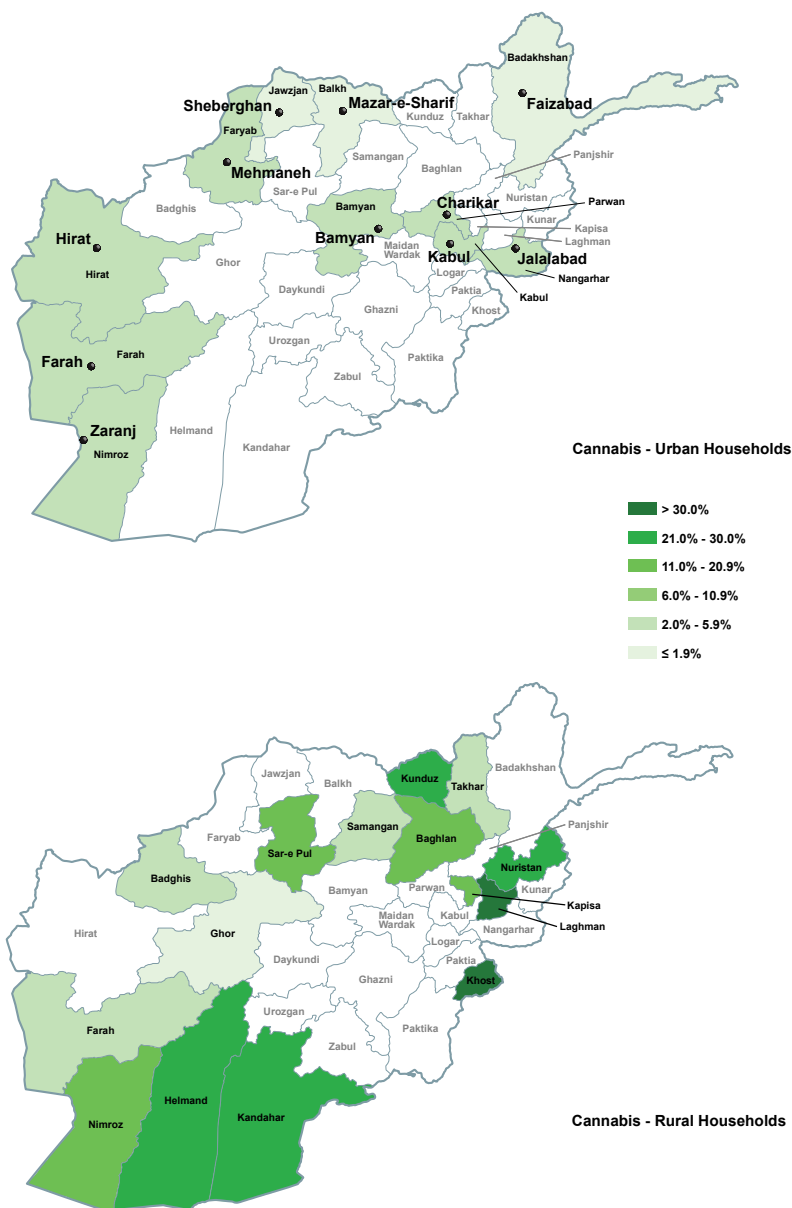 Badakhshan
Jawzjan
Balkh
Sheberghan
Mazar-e-Sharif
Faizabad
Kunduz
Takhar
Faryab
Samangan
Baghlan
Panjshir
Mehmaneh
Sar-e Pul
Nuristan
Badghis
Bamyan
Charikar
Parwan
Kunar
Kapisa
Hirat
Bamyan
Maidan
Wardak
Kabul
Laghman
Jalalabad
Ghor
Hirat
Logar
Nangarhar
Daykundi
Paktia
Kabul
Ghazni
Khost
Urozgan
Farah
Farah
Paktika
Zabul
Zaranj
Helmand
Nimroz
Kandahar
Cannabis - Urban Households
> 30.0%
21.0% - 30.0%
11.0% - 20.9%
6.0% - 10.9%
2.0% - 5.9%
≤ 1.9%
Jawzjan
Balkh
Kunduz
Takhar
Badakhshan
Faryab
Samangan
Panjshir
Baghlan
Sar-e Pul
Nuristan
Badghis
Bamyan
Parwan
Kunar
Kapisa
Maidan
Wardak
Kabul
Laghman
Hirat
Ghor
Nangarhar
Logar
Daykundi
Paktia
Ghazni
Khost
Urozgan
Farah
Paktika
Zabul
Helmand
Kandahar
Nimroz
Cannabis - Rural Households